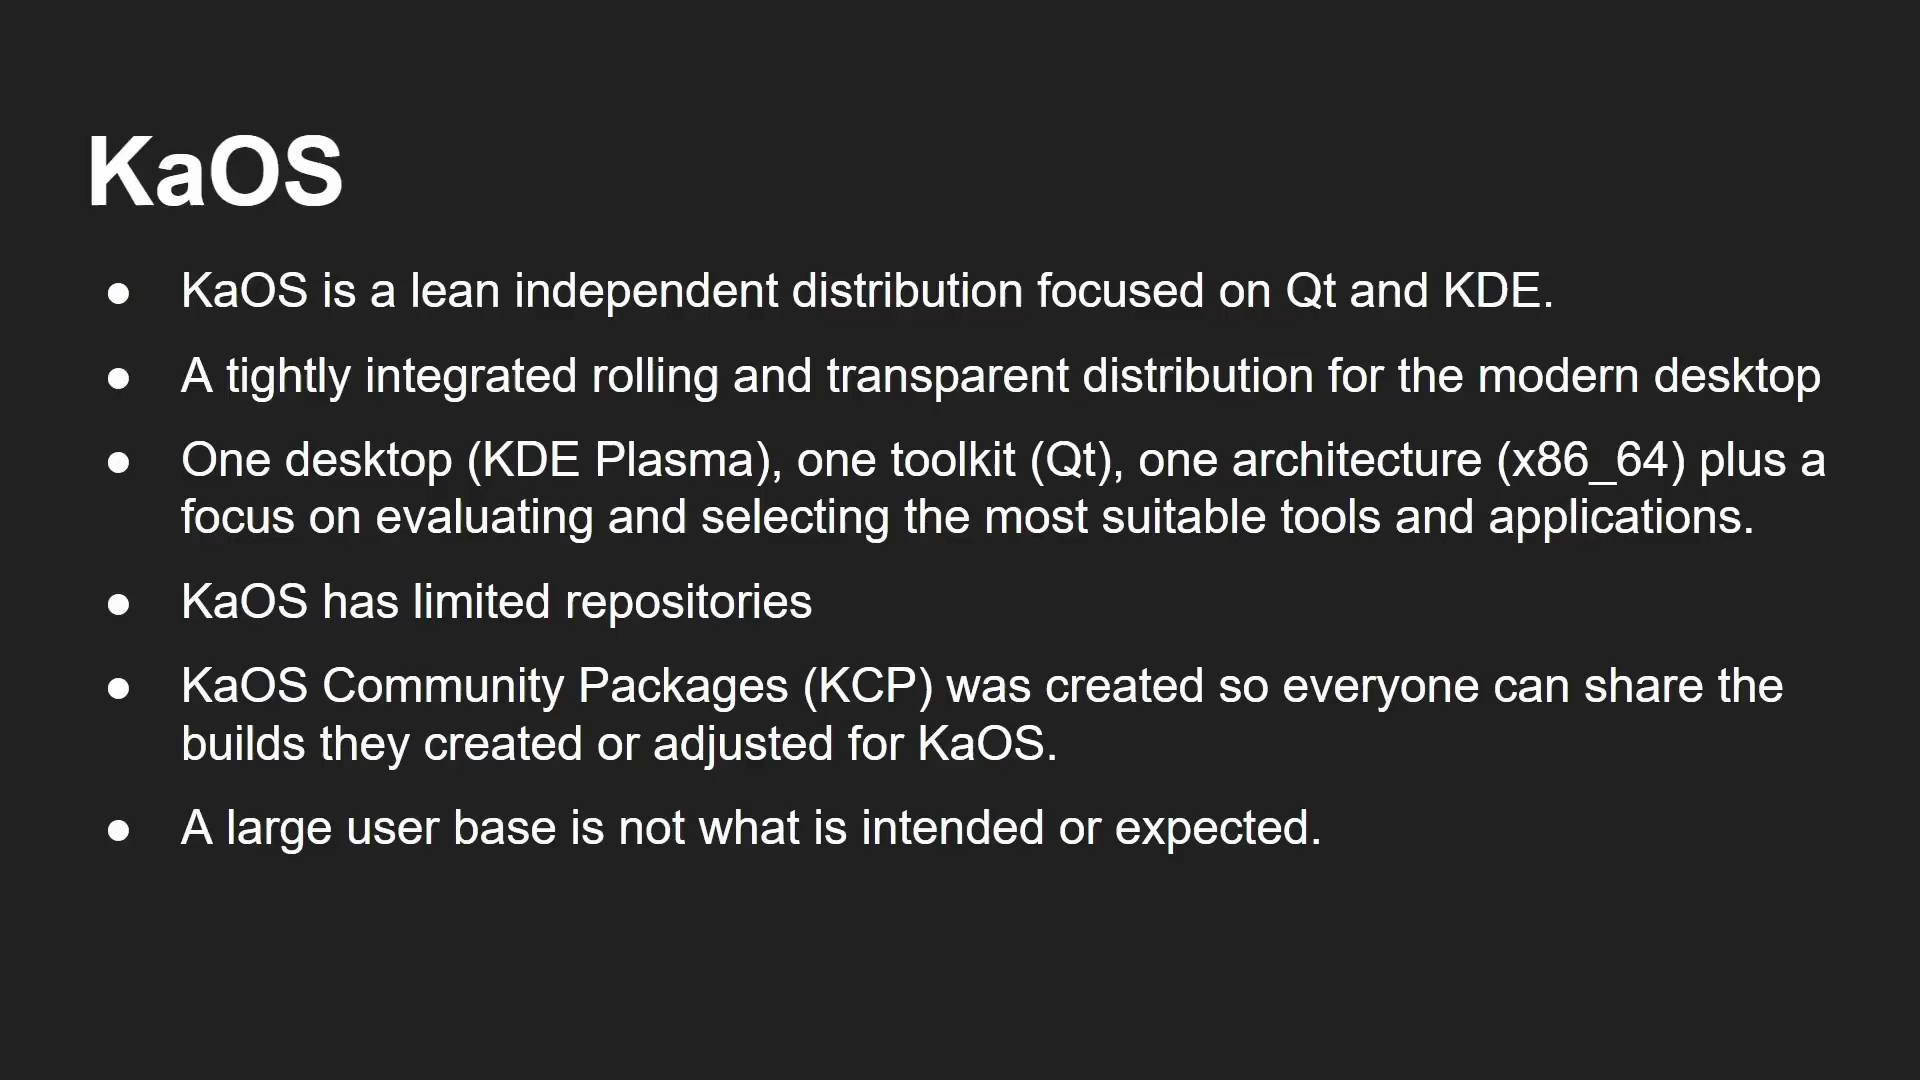 KaOS
● KaOS is a lean independent distribution focused on Qt and KDE.
● A tightly integrated rolling and transparent distribution for the modern desktop
● One desktop (KDE Plasma), one toolkit (Qt), one architecture (x86_64) plus a
focus on evaluating and selecting the most suitable tools and applications.
● KaOS has limited repositories
● KaOS Community Packages (KCP) was created so everyone can share the
builds they created or adjusted for KaOS.
● A large user base is not what is intended or expected.